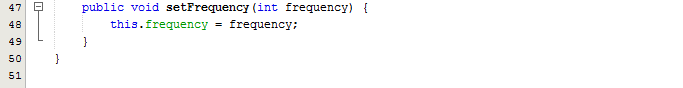 47 public void setFrequency(int frequency) {
48 this.frequency = frequency;
49 }
50 }
51